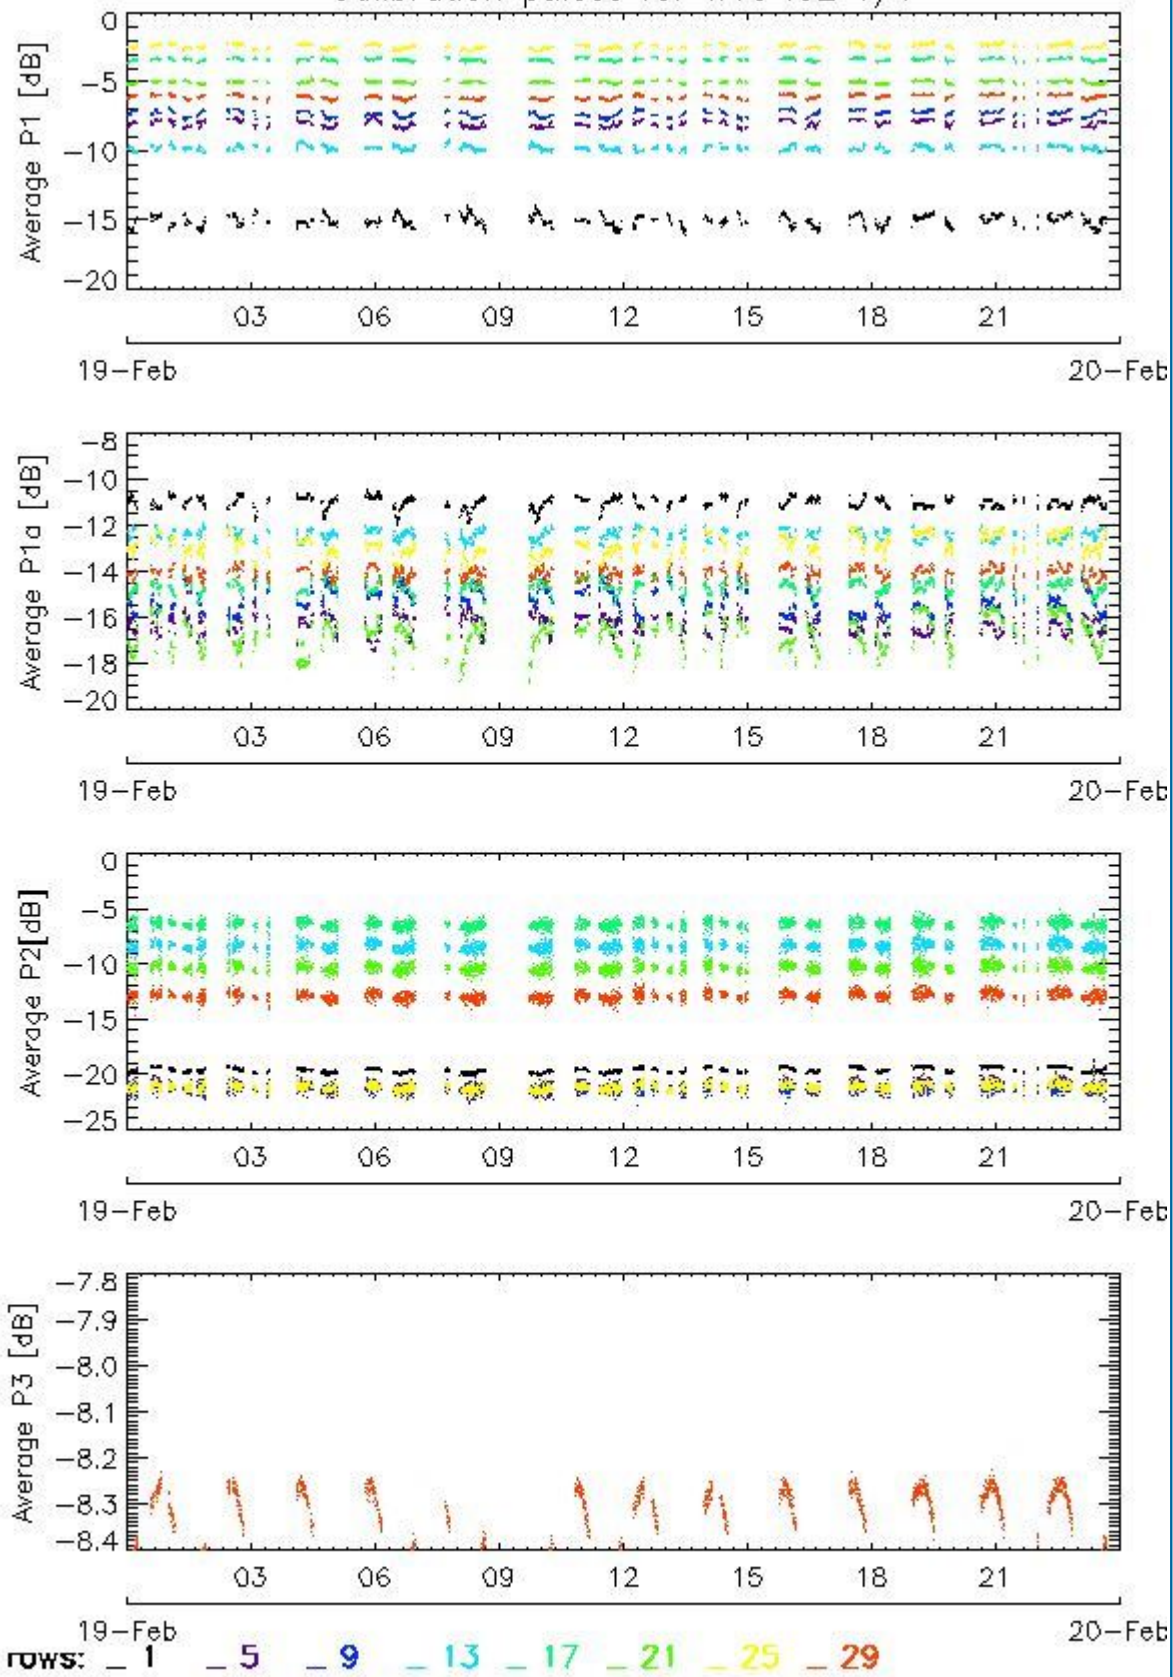 Average P1 [dB]
0
-5
-10
-15
-20
03 06 09 12 15 18 21
19-Feb 20-Feb
Average P1a [dB]
-8
-10
-12
-14
-16
-18
-20
03 06 09 12 15 18 21
19-Feb 20-Feb
Average P2[dB]
0
-5
-10
-15
-20
-25
03 06 09 12 15 18 21
19-Feb 20-Feb
Average P3 [dB]
-7.8
-7.9
-8.0
-8.1
-8.2
-8.3
-8.4
03 06 09 12 15 18 21
19-Feb 20-Feb
rows: _ 1 _ 5 _ 9 _ 13 _ 17 _ 21 _ 25 _ 29